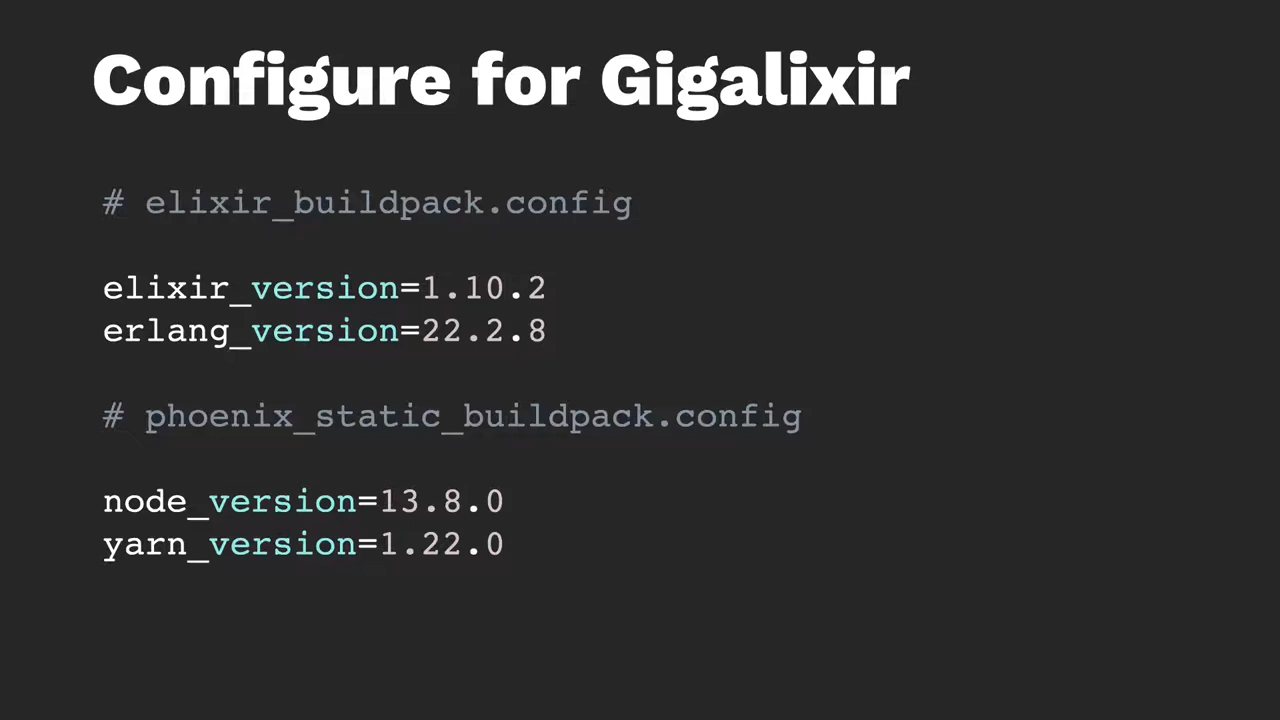 Configure for Gigalixir
# elixir_buildpack.config
elixir_version=1.10.2
erlang_version=22.2.8
# phoenix_static_buildpack.config
node_version=13.8.0
yarn_version=1.22.0